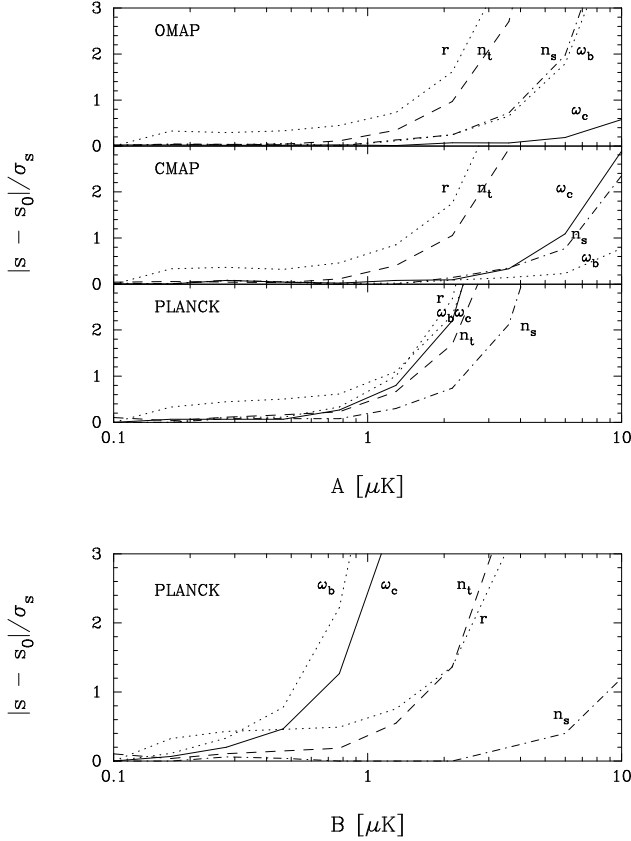 3
OMAP
r n_t n_s ω_b
2
1
ω_c
0
CMAP
r n_t ω_c
2
1
n_s
ω_b
0
PLANCK
r
ω_b ω_c
n_s
2
n_t
1
0
0.1 1 10
|s − s_0|/σ_s
A [μK]
3
PLANCK
ω_b ω_c n_t
2
r
1
n_s
0
0.1 1 10
|s − s_0|/σ_s
B [μK]